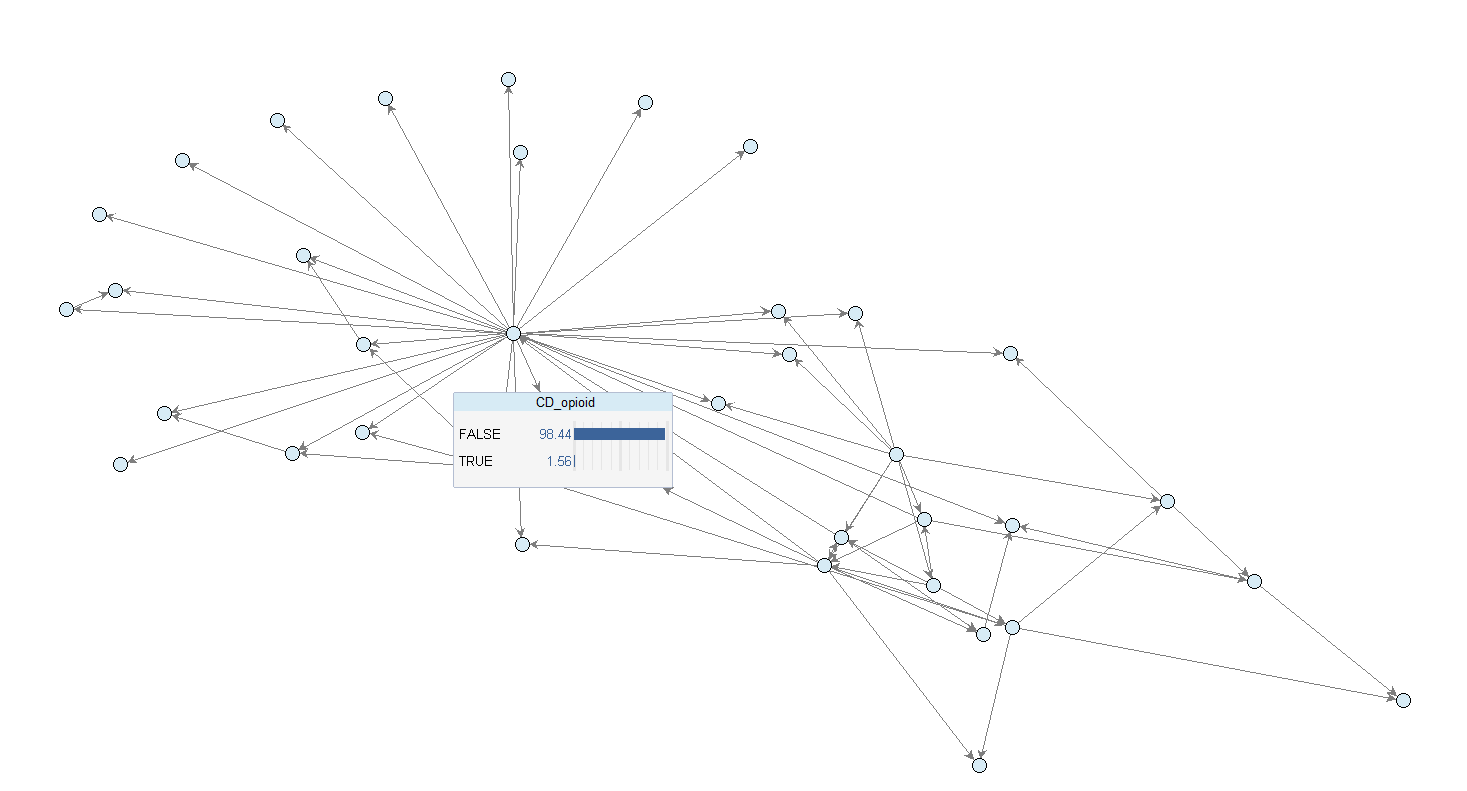 CD_opioid
FALSE 98.44
TRUE 1.56